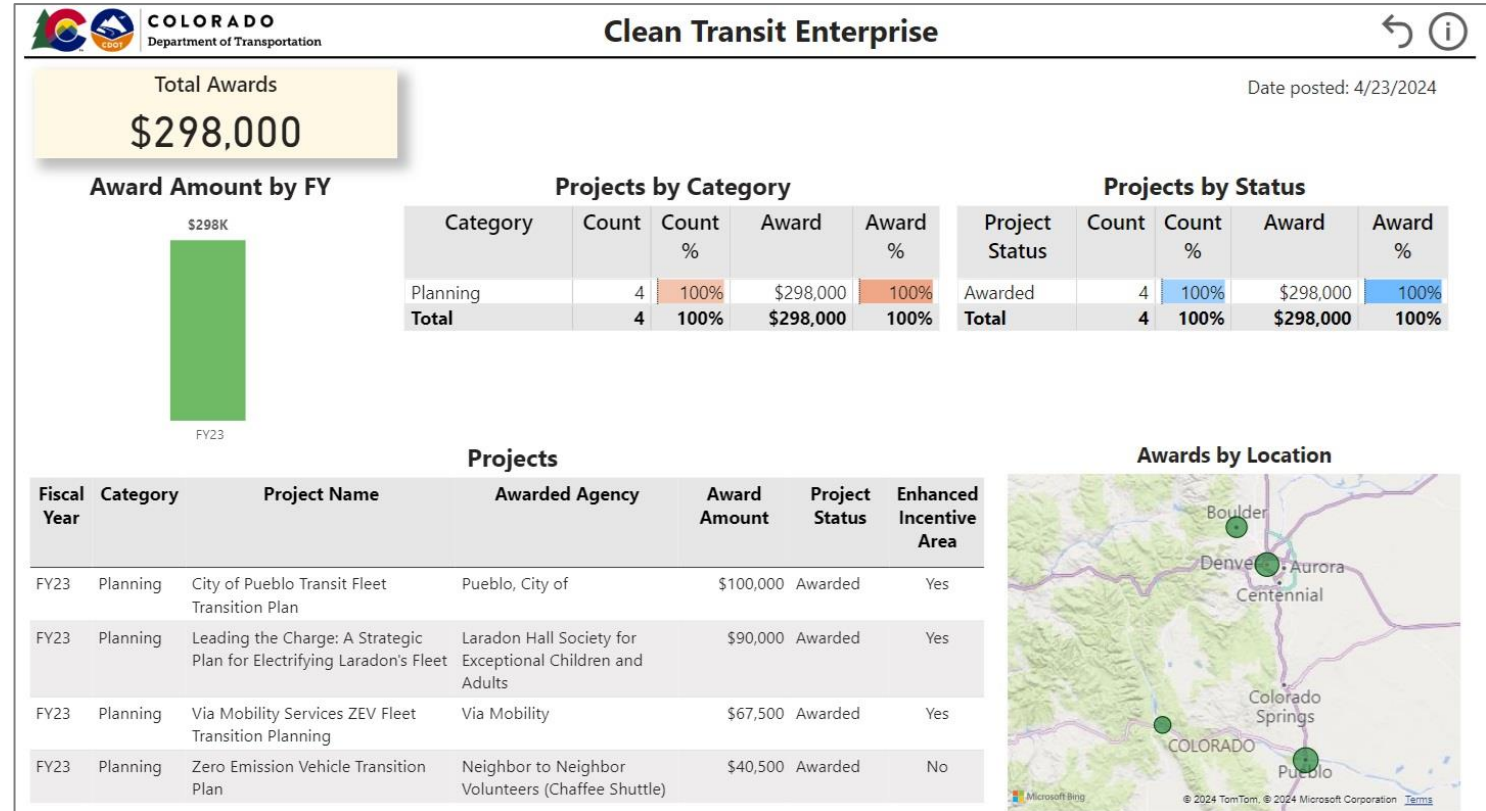 COLORADO
Department of Transportation
CDOT
Clean Transit Enterprise
Total Awards
$298,000
Date posted: 4/23/2024
Award Amount by FY
$298K
FY23
Projects by Category
Category Count Count % Award Award %
Planning 4 100% $298,000 100%
Total 4 100% $298,000 100%
Projects by Status
Project Status Count Count % Award Award %
Awarded 4 100% $298,000 100%
Total 4 100% $298,000 100%
Projects
Fiscal Year Category Project Name Awarded Agency Award Amount Project Status Enhanced Incentive Area
FY23 Planning City of Pueblo Transit Fleet Transition Plan Pueblo, City of $100,000 Awarded Yes
FY23 Planning Leading the Charge: A Strategic Plan for Electrifying Laradon's Fleet Laradon Hall Society for Exceptional Children and Adults $90,000 Awarded Yes
FY23 Planning Via Mobility Services ZEV Fleet Transition Planning Via Mobility $67,500 Awarded Yes
FY23 Planning Zero Emission Vehicle Transition Plan Neighbor to Neighbor Volunteers (Chaffee Shuttle) $40,500 Awarded No
Awards by Location
Boulder
Denver
Aurora
Centennial
Colorado
Springs
COLORADO
Pueblo
Microsoft Bing
© 2024 TomTom, © 2024 Microsoft Corporation Terms